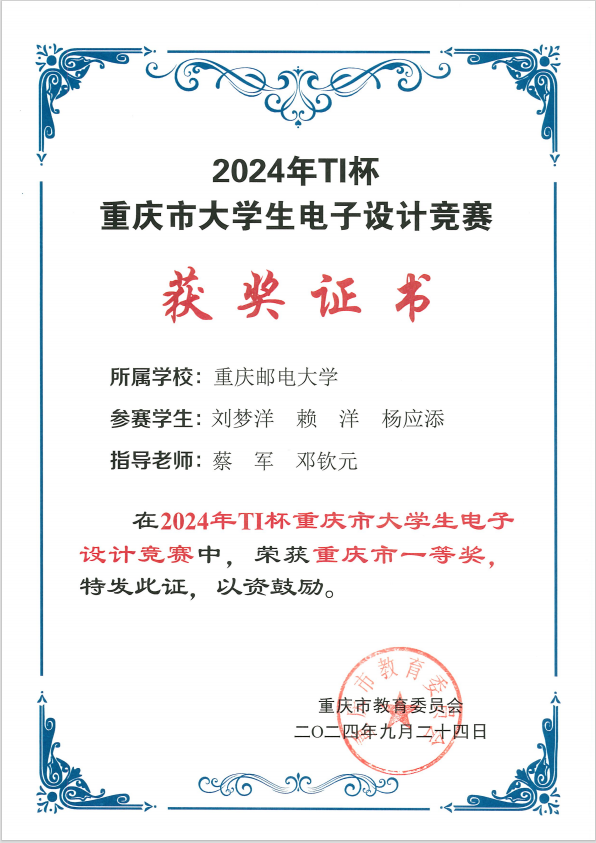 2024年TI杯
重庆市大学生电子设计竞赛
获奖证书
所属学校：重庆邮电大学
参赛学生：刘梦洋 赖 洋 杨应添
指导老师：蔡 军 邓钦元
在2024年TI杯重庆市大学生电子
设计竞赛中，荣获重庆市一等奖，
特发此证，以资鼓励。
重庆市教育委员会
重庆市教育委员会
二〇二四年九月二十四日